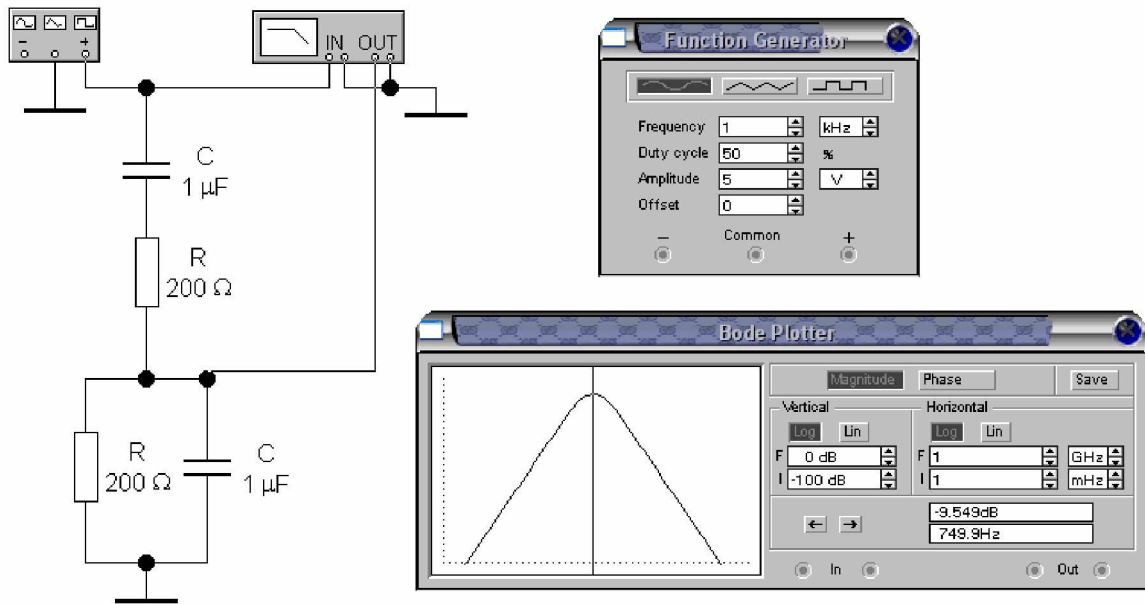 IN OUT
− +
C
1 µF
R
200 Ω
R
200 Ω
C
1 µF
Function Generator
Frequency 1 kHz
Duty cycle 50 %
Amplitude 5 V
Offset 0
− Common +
Bode Plotter
Magnitude Phase Save
Vertical Horizontal
Log Lin Log Lin
F 0 dB F 1 GHz
I -100 dB I 1 mHz
← → -9.549dB
749.9Hz
In Out